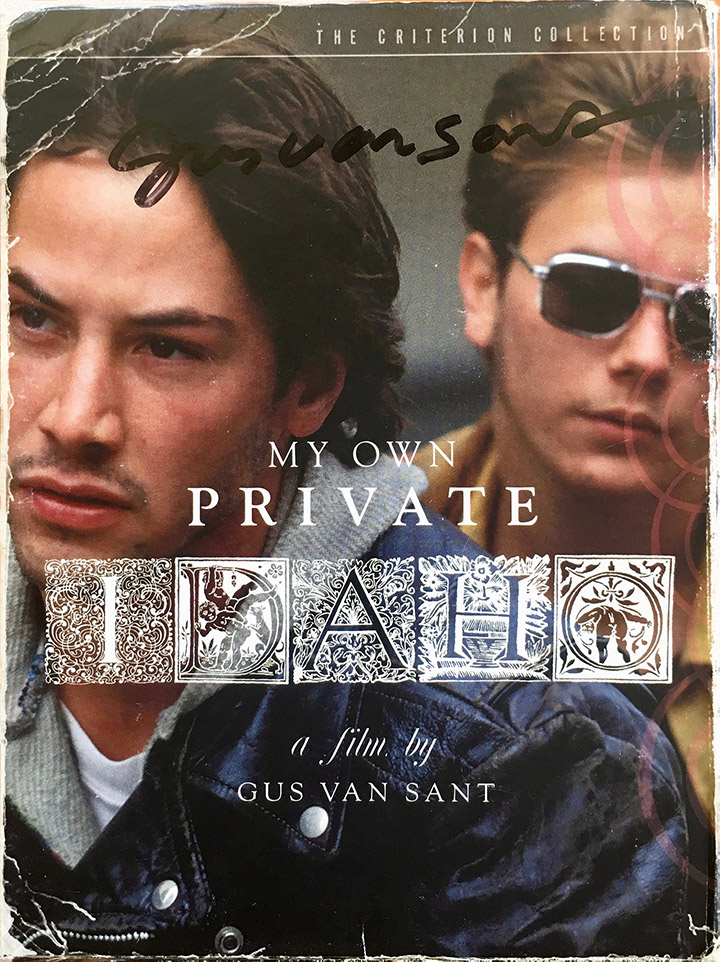 THE CRITERION COLLECTION
Gus Van Sant
MY OWN
PRIVATE
IDAHO
a film by
GUS VAN SANT